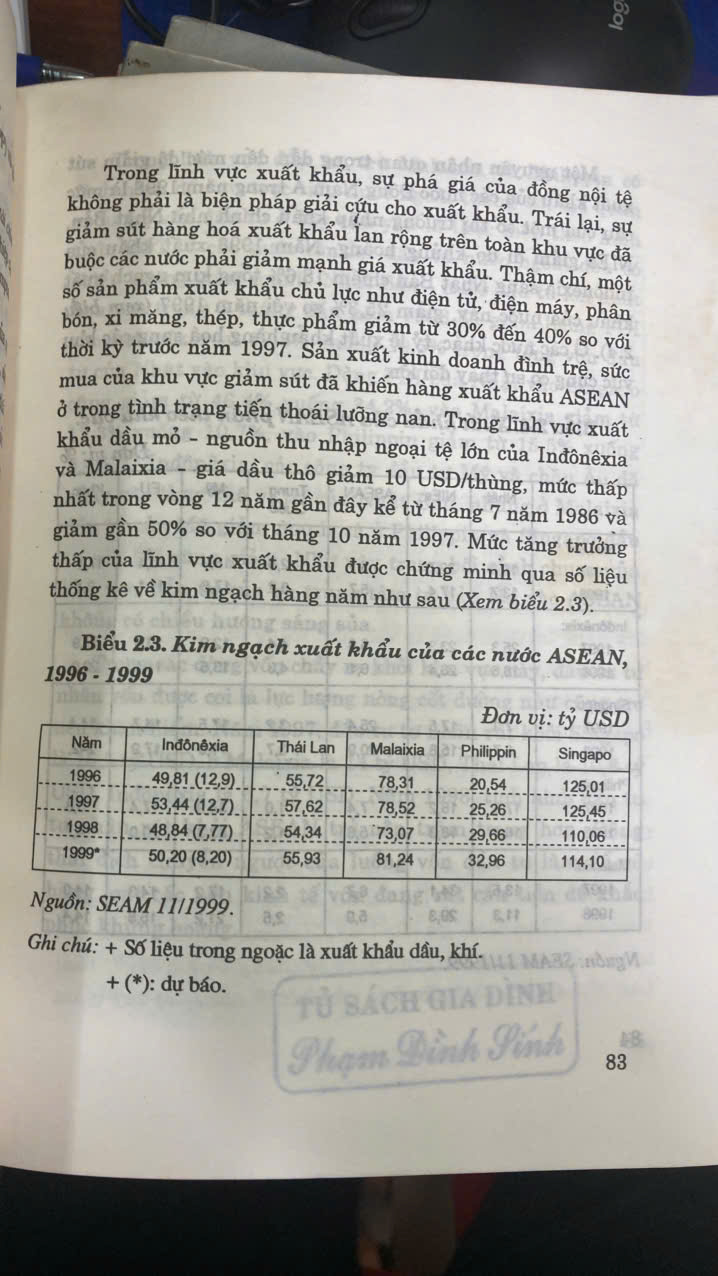 logi
Trong lĩnh vực xuất khẩu, sự phá giá của đồng nội tệ
không phải là biện pháp giải cứu cho xuất khẩu. Trái lại, sự
giảm sút hàng hoá xuất khẩu lan rộng trên toàn khu vực đã
buộc các nước phải giảm mạnh giá xuất khẩu. Thậm chí, một
số sản phẩm xuất khẩu chủ lực như điện tử, điện máy, phân
bón, xi măng, thép, thực phẩm giảm từ 30% đến 40% so với
thời kỳ trước năm 1997. Sản xuất kinh doanh đình trệ, sức
mua của khu vực giảm sút đã khiến hàng xuất khẩu ASEAN
ở trong tình trạng tiến thoái lưỡng nan. Trong lĩnh vực xuất
khẩu dầu mỏ - nguồn thu nhập ngoại tệ lớn của Inđônêxia
và Malaixia - giá dầu thô giảm 10 USD/thùng, mức thấp
nhất trong vòng 12 năm gần đây kể từ tháng 7 năm 1986 và
giảm gần 50% so với tháng 10 năm 1997. Mức tăng trưởng
thấp của lĩnh vực xuất khẩu được chứng minh qua số liệu
thống kê về kim ngạch hàng năm như sau (Xem biểu 2.3).
Biểu 2.3. Kim ngạch xuất khẩu của các nước ASEAN,
1996 - 1999
Đơn vị: tỷ USD
Năm Inđônêxia Thái Lan Malaixia Philippin Singapo
1996 49,81 (12,9) 55,72 78,31 20,54 125,01
1997 53,44 (12,7) 57,62 78,52 25,26 125,45
1998 48,84 (7,77) 54,34 73,07 29,66 110,06
1999* 50,20 (8,20) 55,93 81,24 32,96 114,10
Nguồn: SEAM 11/1999.
Ghi chú: + Số liệu trong ngoặc là xuất khẩu dầu, khí.
+ (*): dự báo.
TỦ SÁCH GIA ĐÌNH
Phạm Đình Sính
83